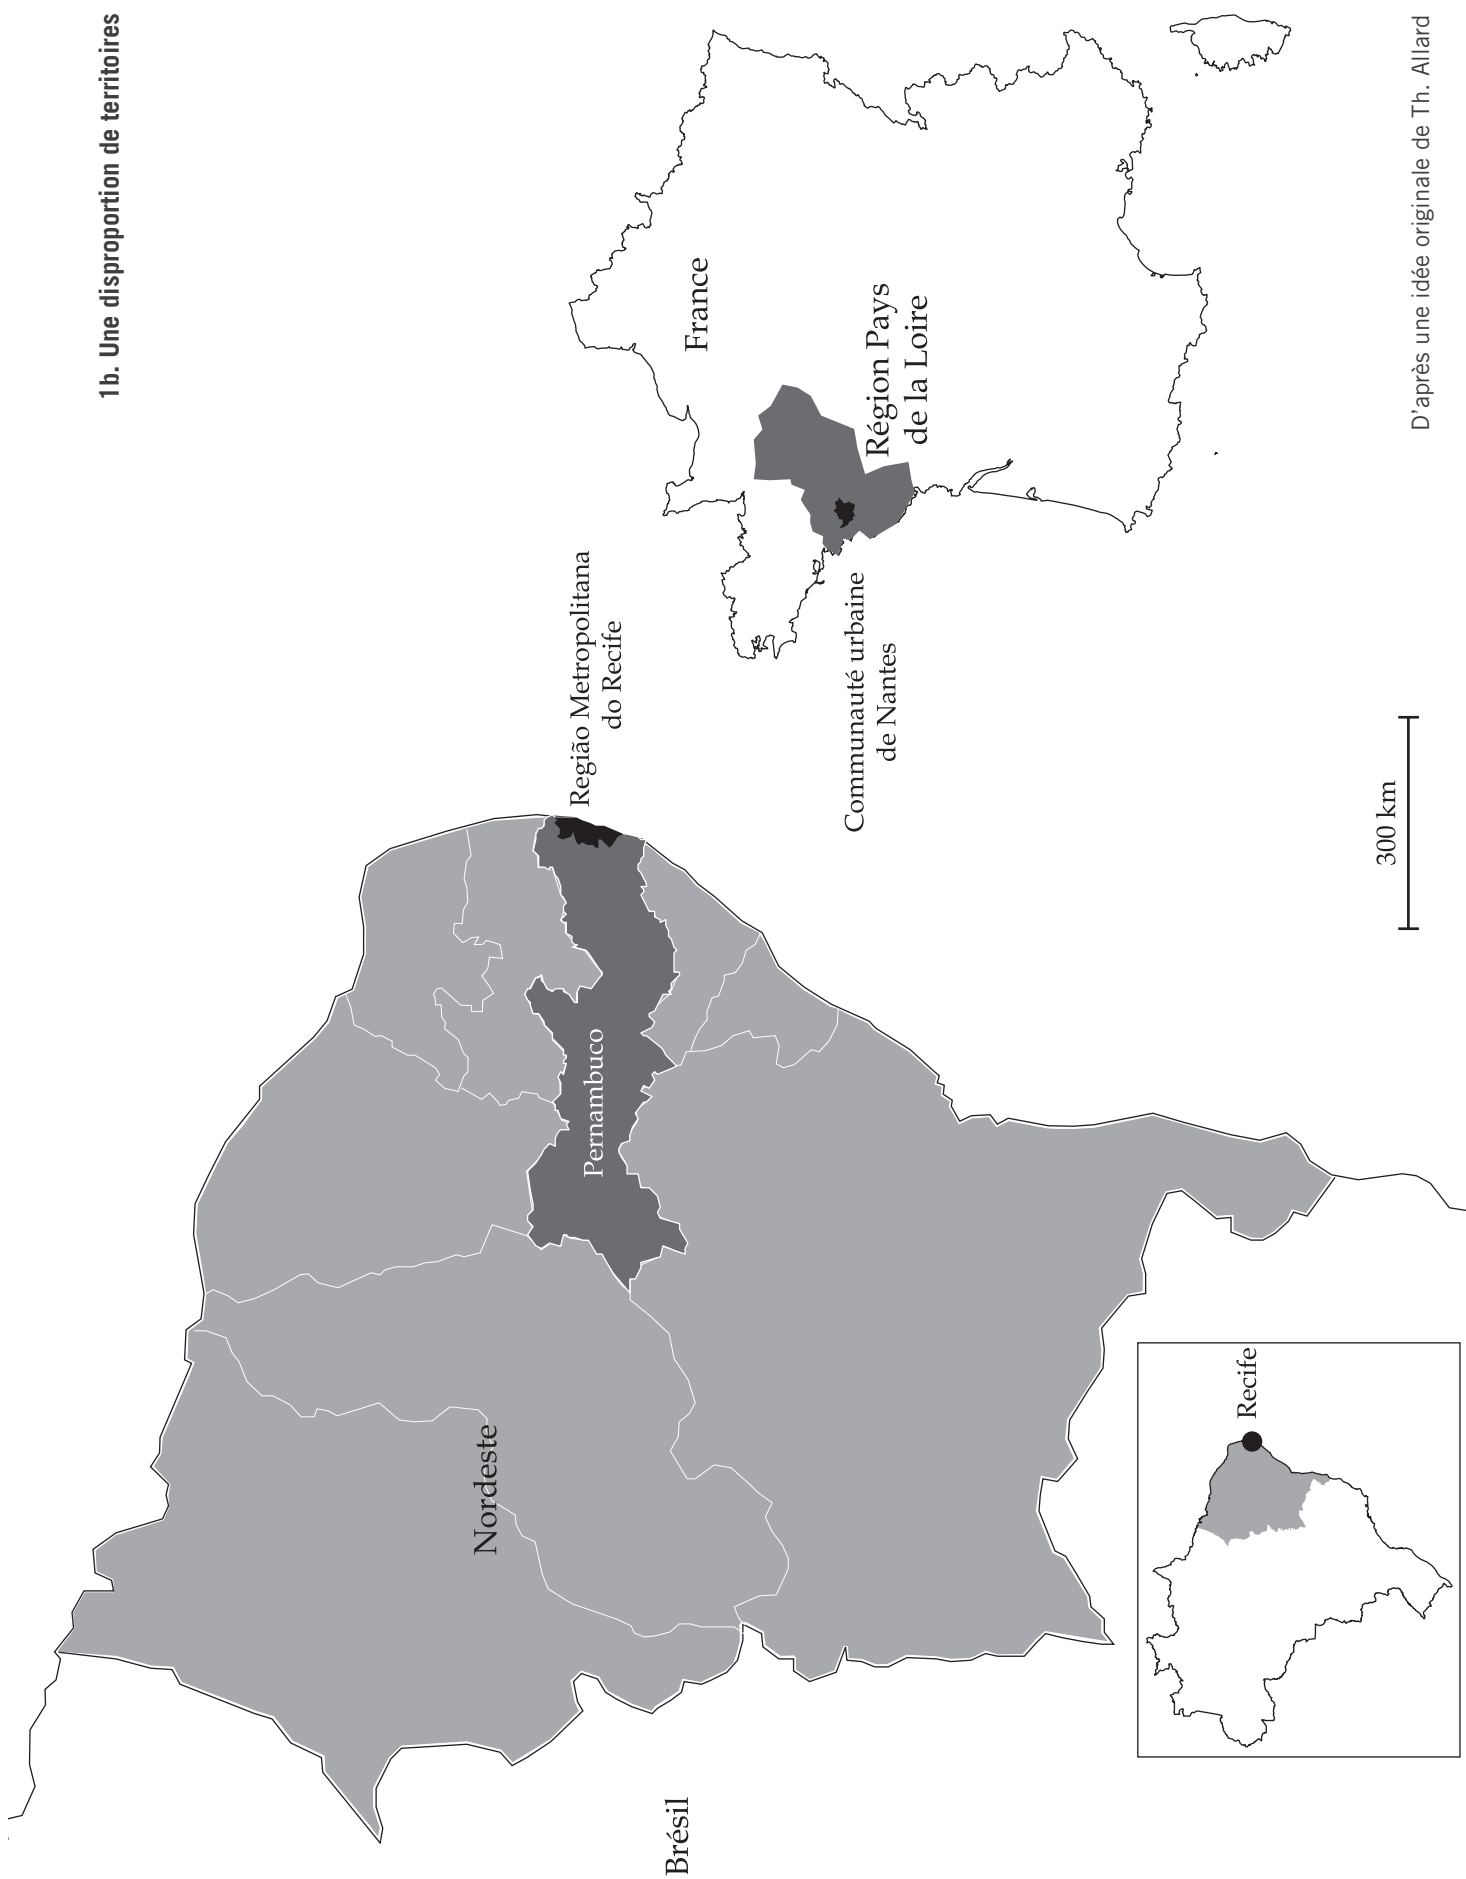 1b. Une disproportion de territoires
France
Région Pays
de la Loire
Região Metropolitana
do Recife
Communauté urbaine
de Nantes
Pernambuco
Nordeste
Brésil
Recife
300 km
D'après une idée originale de Th. Allard